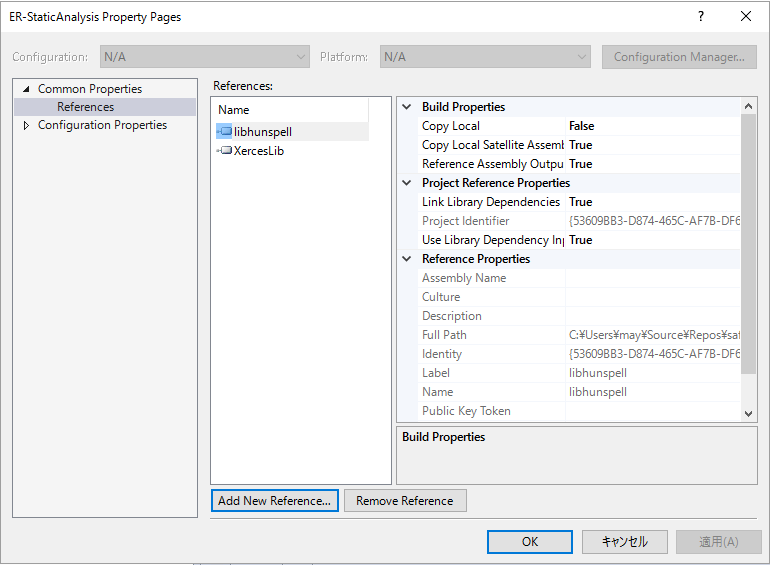 ER-StaticAnalysis Property Pages
Configuration: N/A Platform: N/A Configuration Manager...
Common Properties
References
Configuration Properties
References:
Name
libhunspell
XercesLib
Build Properties
Copy Local False
Copy Local Satellite Assemb True
Reference Assembly Outpu True
Project Reference Properties
Link Library Dependencies True
Project Identifier {53609BB3-D874-465C-AF7B-DF6
Use Library Dependency Inp True
Reference Properties
Assembly Name
Culture
Description
Full Path C:¥Users¥may¥Source¥Repos¥sat
Identity {53609BB3-D874-465C-AF7B-DF6
Label libhunspell
Name libhunspell
Public Key Token
Build Properties
Add New Reference... Remove Reference
OK キャンセル 適用(A)